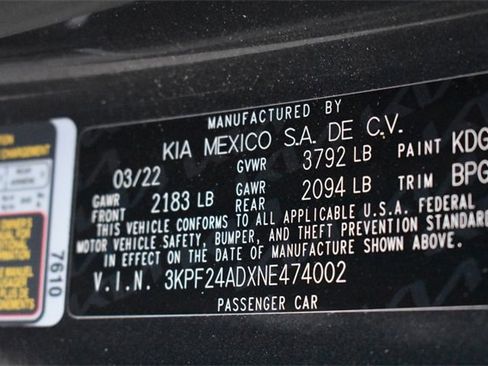 MANUFACTURED BY
KIA MEXICO S.A. DE C.V.
03/22 GVWR 3792 LB PAINT KDG
GAWR FRONT 2183 LB GAWR REAR 2094 LB TRIM BPG
THIS VEHICLE CONFORMS TO ALL APPLICABLE U.S.A. FEDERAL
MOTOR VEHICLE SAFETY, BUMPER, AND THEFT PREVENTION STANDARD
IN EFFECT ON THE DATE OF MANUFACTURE SHOWN ABOVE.
V.I.N. 3KPF24ADXNE474002
PASSENGER CAR
7610